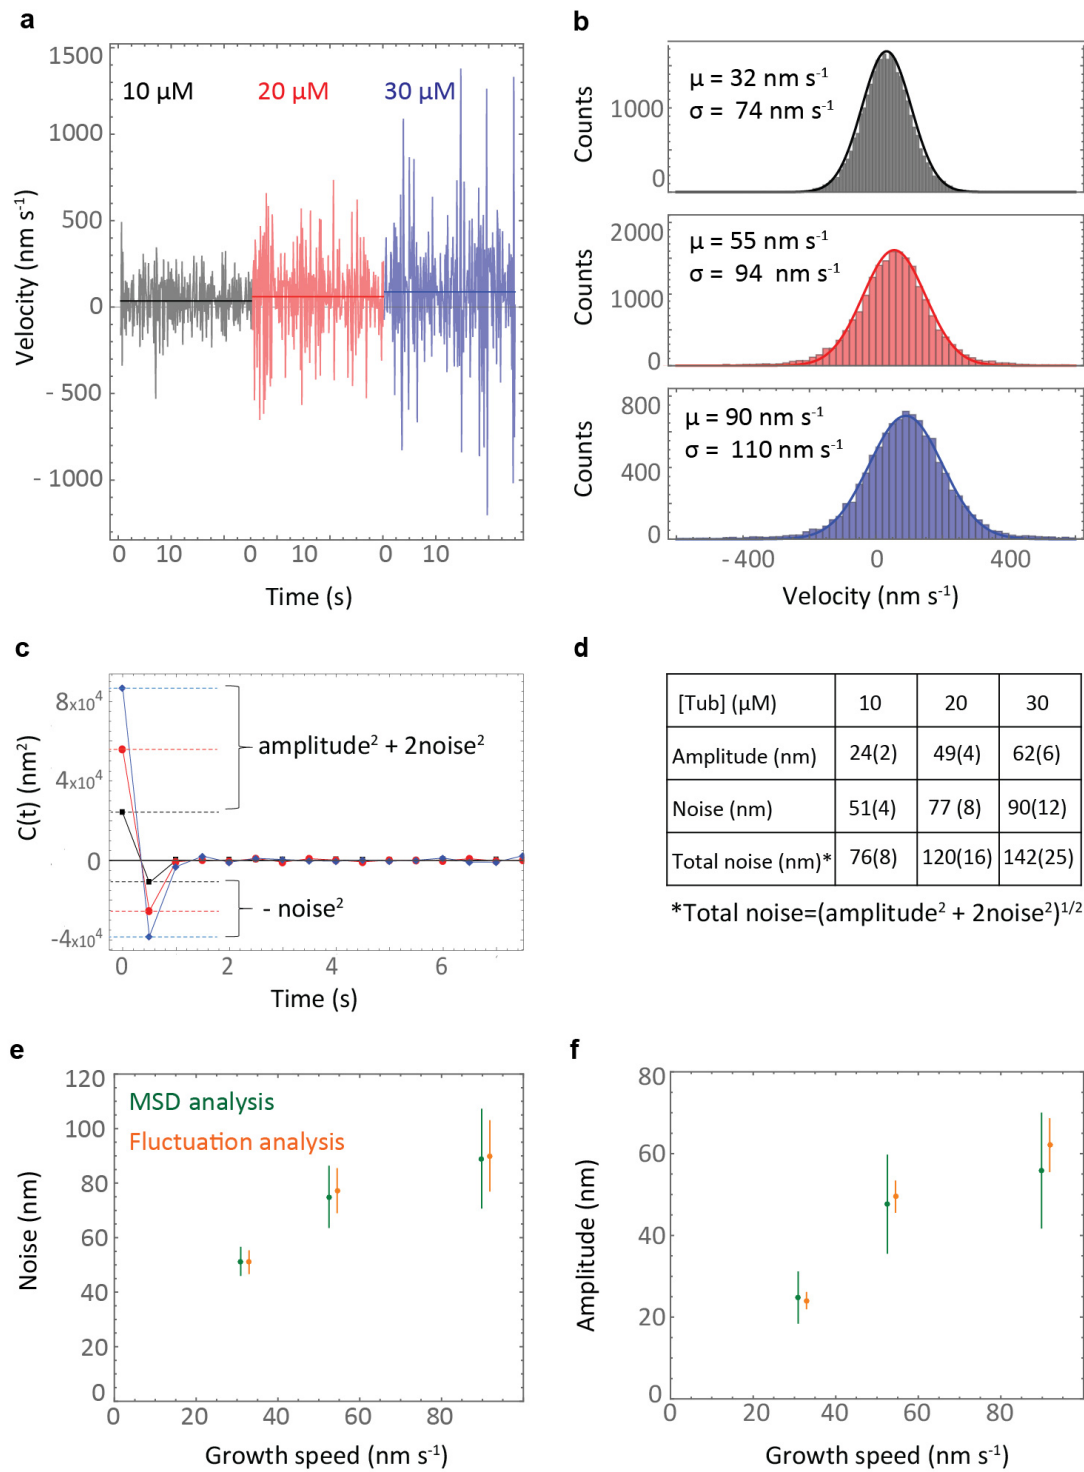 a
1500
1000
500
0
- 500
- 1000
Velocity (nm s⁻¹)
10 µM
20 µM
30 µM
0 10 0 10 0 10
Time (s)
b
Counts
1000
0
µ = 32 nm s⁻¹
σ = 74 nm s⁻¹
Counts
2000
1000
0
µ = 55 nm s⁻¹
σ = 94 nm s⁻¹
Counts
800
400
0
µ = 90 nm s⁻¹
σ = 110 nm s⁻¹
- 400 0 400
Velocity (nm s⁻¹)
c
C(t) (nm²)
8x10⁴
4x10⁴
0
-4x10⁴
amplitude² + 2noise²
- noise²
0 2 4 6
Time (s)
d
[Tub] (µM) 10 20 30
Amplitude (nm) 24(2) 49(4) 62(6)
Noise (nm) 51(4) 77 (8) 90(12)
Total noise (nm)* 76(8) 120(16) 142(25)
*Total noise=(amplitude² + 2noise²)¹/²
e
Noise (nm)
120
100
80
60
40
20
0
MSD analysis
Fluctuation analysis
0 20 40 60 80
Growth speed (nm s⁻¹)
f
Amplitude (nm)
80
60
40
20
0
0 20 40 60 80
Growth speed (nm s⁻¹)